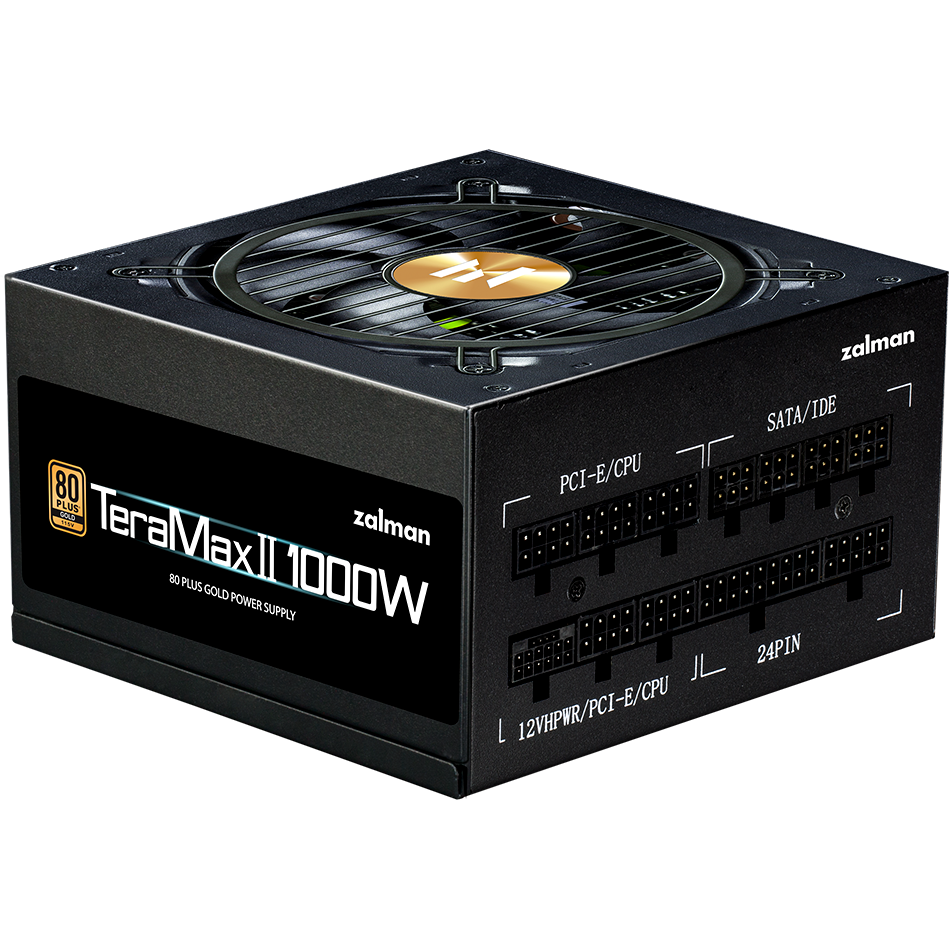 zalman
SATA/IDE
PCI-E/CPU
80
PLUS
GOLD
115V
zalman
TeraMax II 1000W
80 PLUS GOLD POWER SUPPLY
24PIN
12VHPWR/PCI-E/CPU